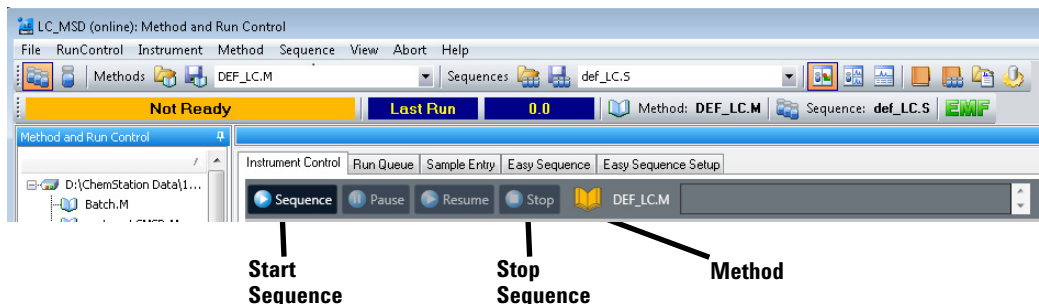 LC_MSD (online): Method and Run Control
File RunControl Instrument Method Sequence View Abort Help
Methods DEF_LC.M Sequences def_LC.S
Not Ready Last Run 0.0 Method: DEF_LC.M Sequence: def_LC.S EMF
Method and Run Control
Instrument Control Run Queue Sample Entry Easy Sequence Easy Sequence Setup
D:\ChemStation Data\1...
Sequence Pause Resume Stop DEF_LC.M
Batch.M
Start Stop Method
Sequence Sequence